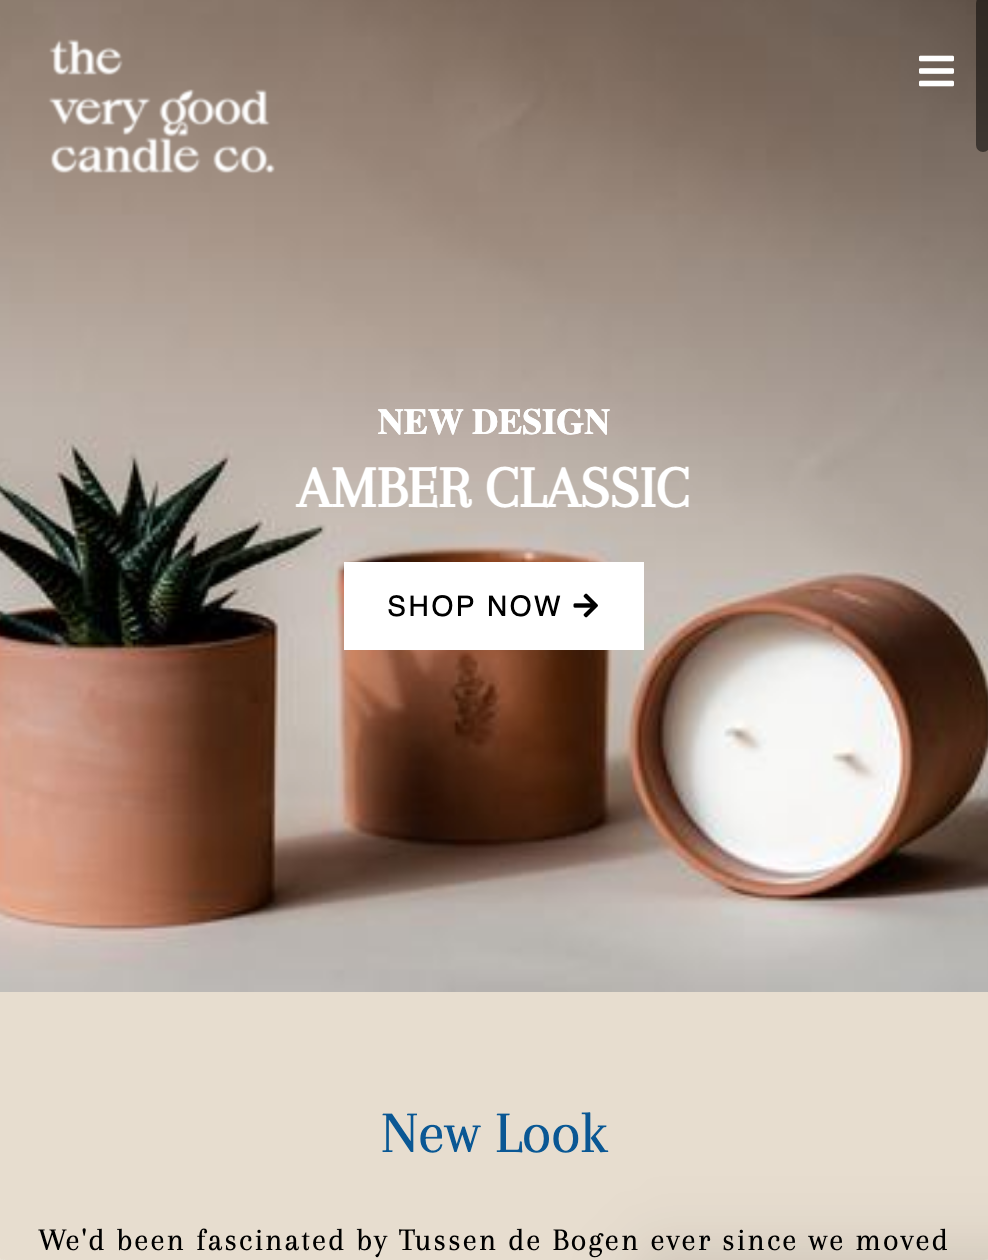 the
very good
candle co.
NEW DESIGN
AMBER CLASSIC
SHOP NOW
New Look
We'd been fascinated by Tussen de Bogen ever since we moved